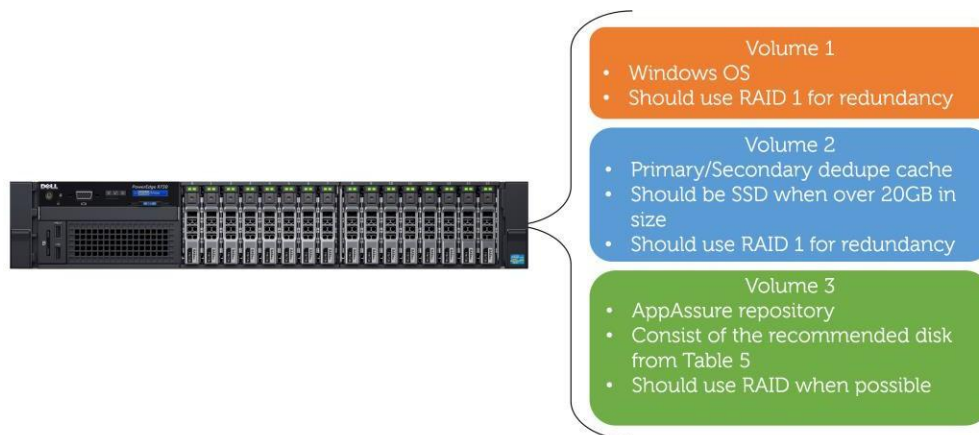 Volume 1
• Windows OS
• Should use RAID 1 for redundancy
Volume 2
• Primary/Secondary dedupe cache
• Should be SSD when over 20GB in
size
• Should use RAID 1 for redundancy
Volume 3
• AppAssure repository
• Consist of the recommended disk
from Table 5
• Should use RAID when possible
DELL